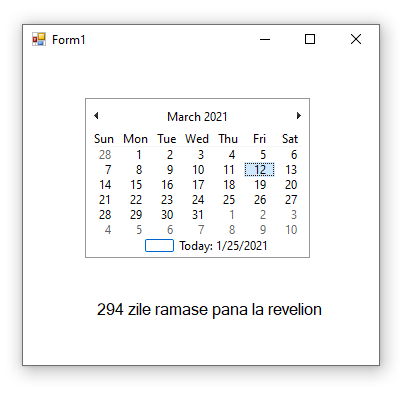 Form1
March 2021
Sun Mon Tue Wed Thu Fri Sat
28 1 2 3 4 5 6
7 8 9 10 11 12 13
14 15 16 17 18 19 20
21 22 23 24 25 26 27
28 29 30 31 1 2 3
4 5 6 7 8 9 10
Today: 1/25/2021
294 zile ramase pana la revelion